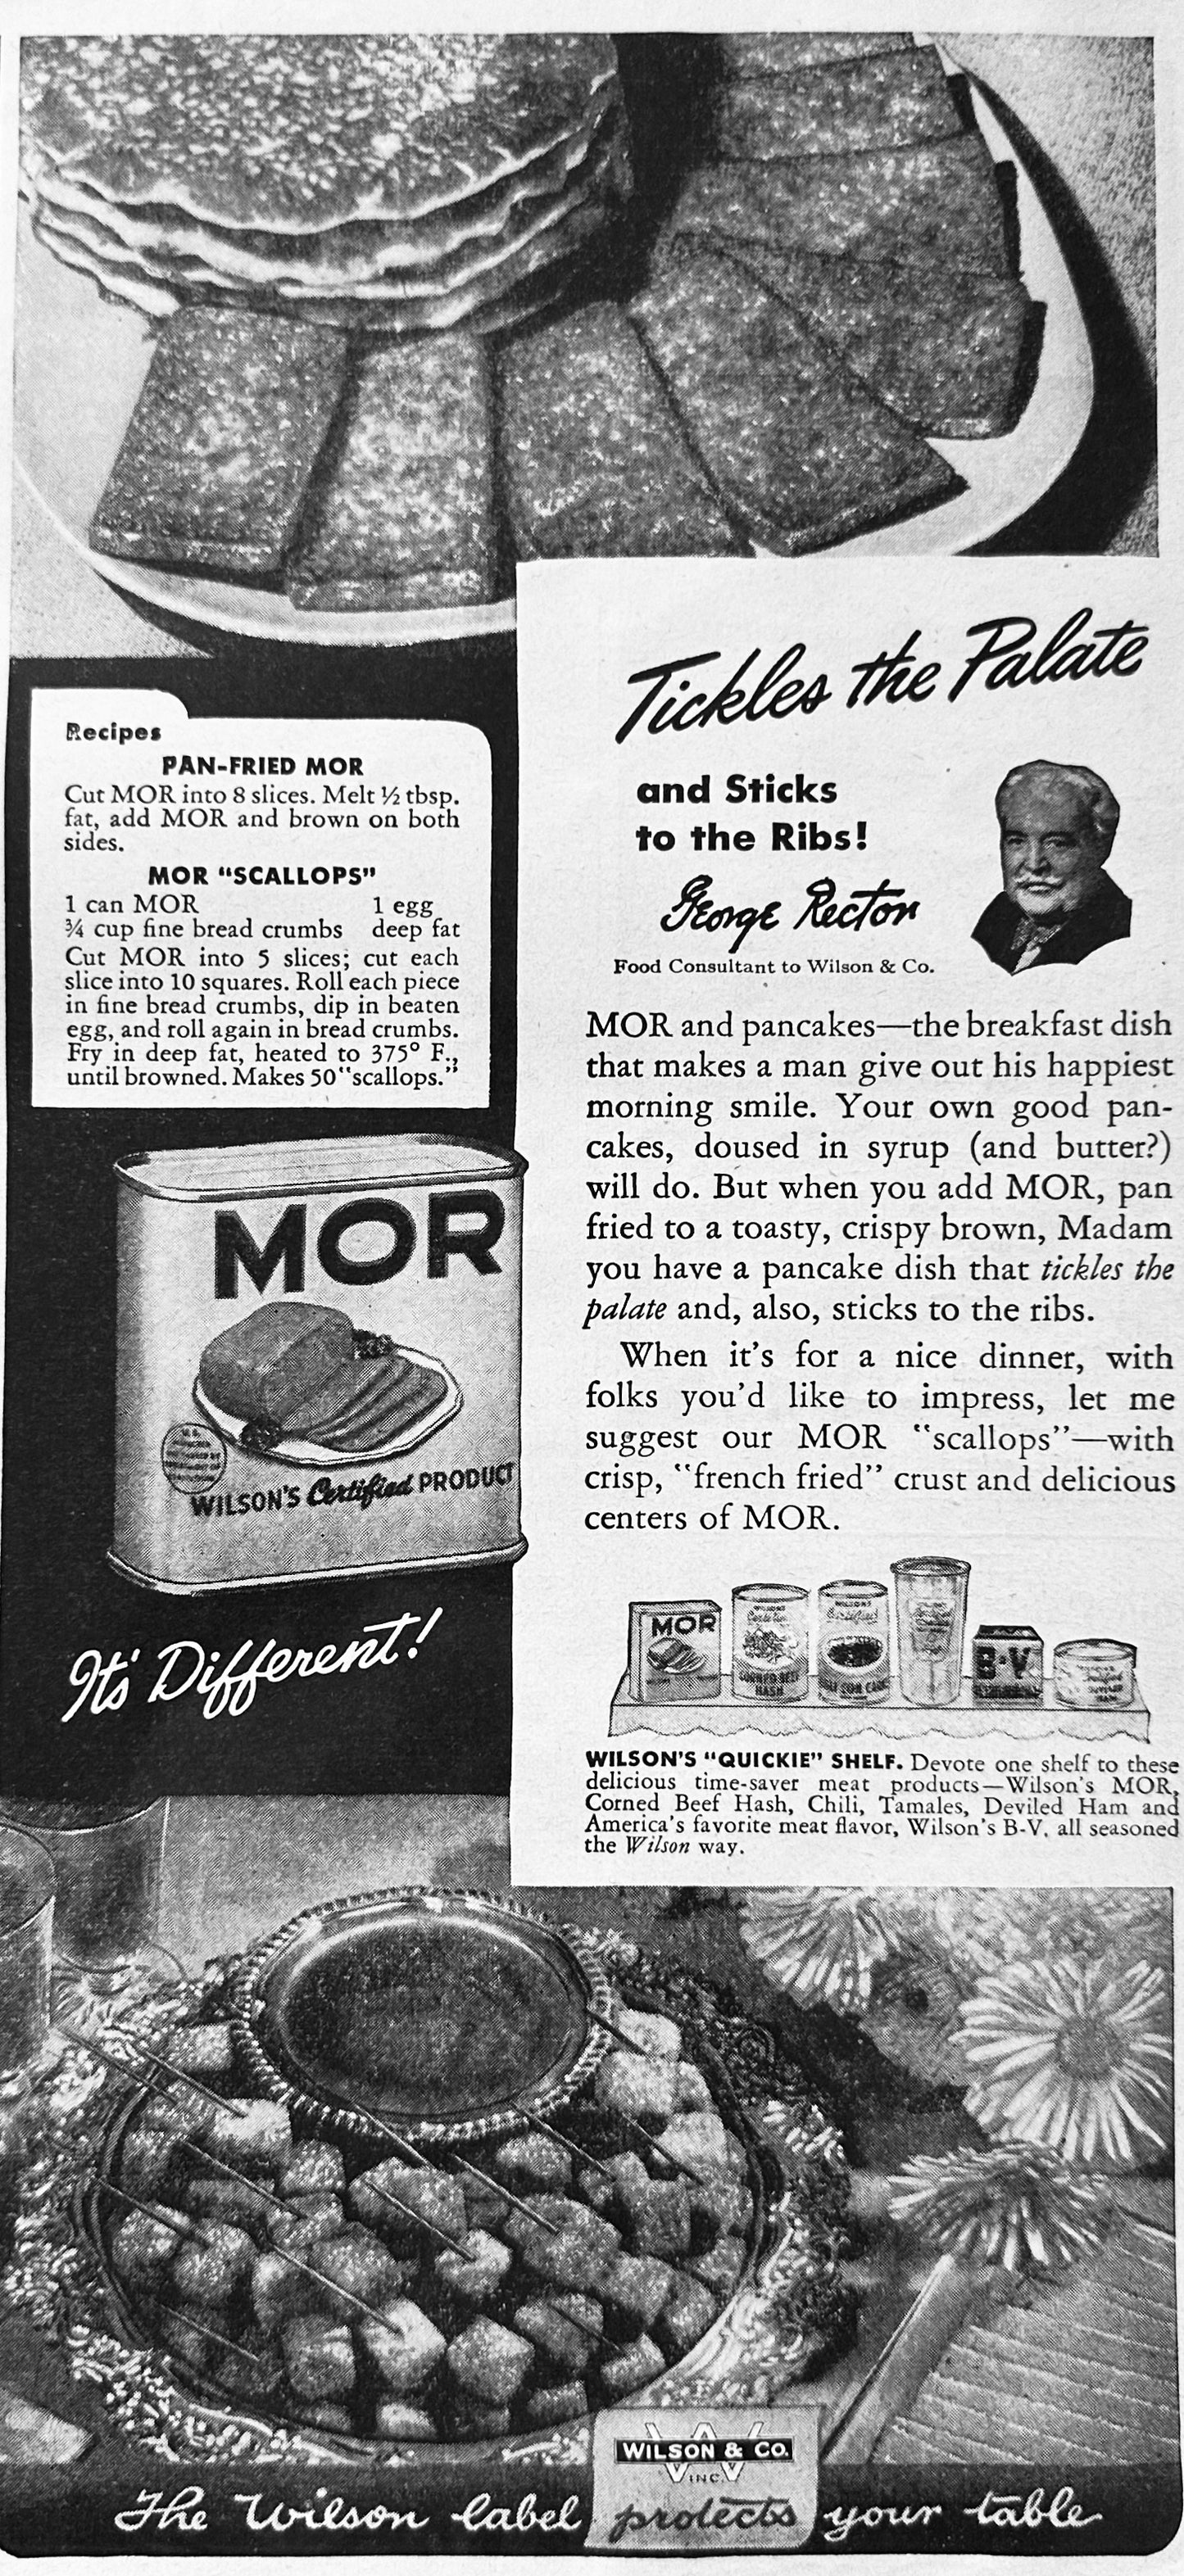 Recipes
PAN-FRIED MOR
Cut MOR into 8 slices. Melt ½ tbsp.
fat, add MOR and brown on both
sides.
MOR "SCALLOPS"
1 can MOR 1 egg
¾ cup fine bread crumbs deep fat
Cut MOR into 5 slices; cut each
slice into 10 squares. Roll each piece
in fine bread crumbs, dip in beaten
egg, and roll again in bread crumbs.
Fry in deep fat, heated to 375° F.,
until browned. Makes 50 "scallops."
MOR
WILSON'S Certified PRODUCT
It's Different!
Tickles the Palate
and Sticks
to the Ribs!
George Rector
Food Consultant to Wilson & Co.
MOR and pancakes—the breakfast dish
that makes a man give out his happiest
morning smile. Your own good pan-
cakes, doused in syrup (and butter?)
will do. But when you add MOR, pan
fried to a toasty, crispy brown, Madam
you have a pancake dish that tickles the
palate and, also, sticks to the ribs.
When it's for a nice dinner, with
folks you'd like to impress, let me
suggest our MOR "scallops"—with
crisp, "french fried" crust and delicious
centers of MOR.
MOR
CORNED BEEF
HASH
Certified
B-V
WILSON'S "QUICKIE" SHELF. Devote one shelf to these
delicious time-saver meat products—Wilson's MOR,
Corned Beef Hash, Chili, Tamales, Deviled Ham and
America's favorite meat flavor, Wilson's B-V, all seasoned
the Wilson way.
W
WILSON & CO.
INC.
The Wilson label protects your table